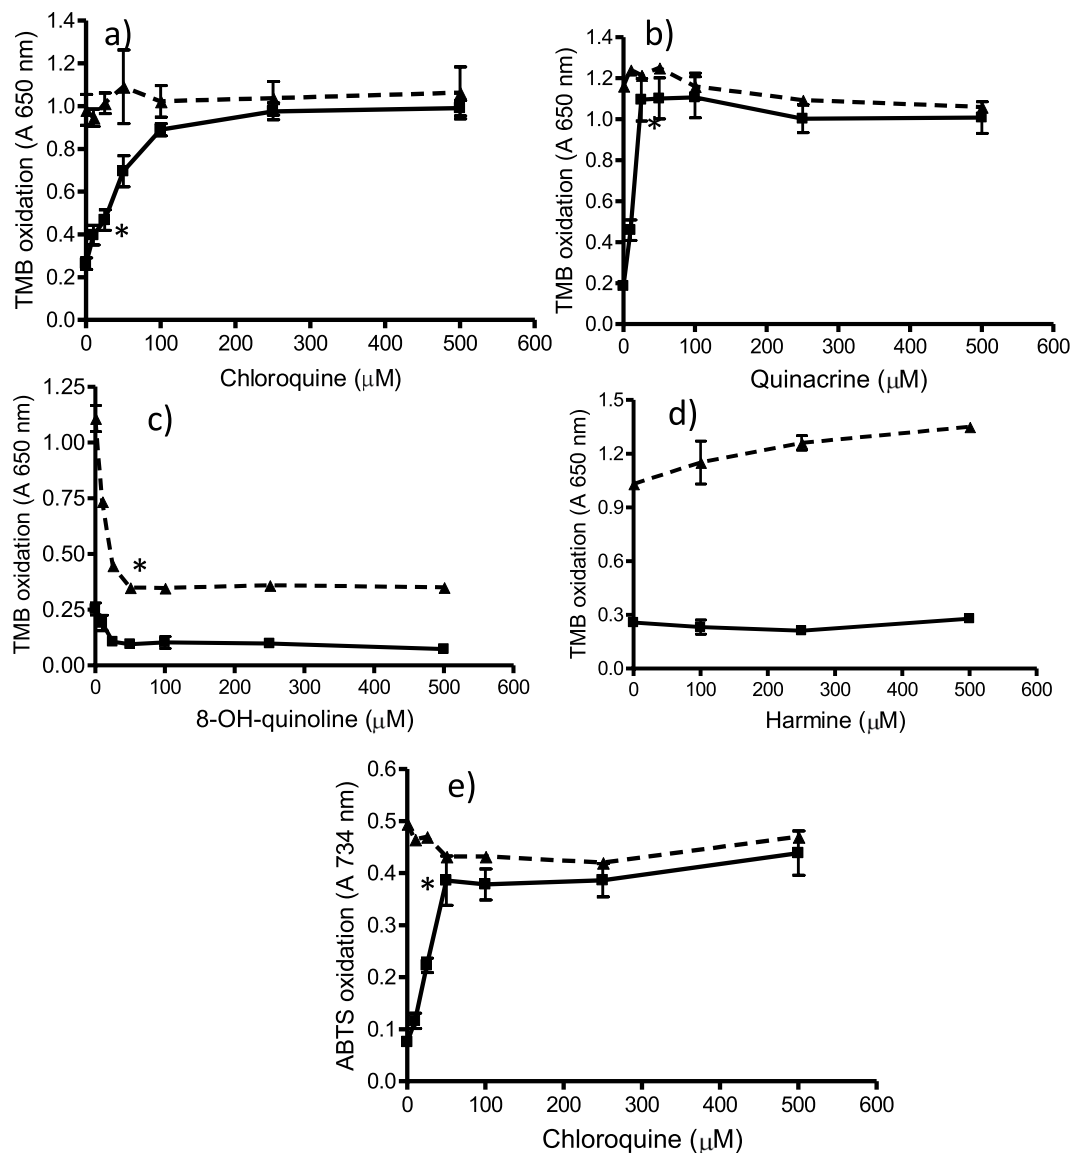 a)
TMB oxidation (A 650 nm)
1.4
1.2
1.0
0.8
0.6
0.4
0.2
0.0
*
0 100 200 300 400 500 600
Chloroquine (μM)
b)
TMB oxidation (A 650 nm)
1.4
1.2
1.0
0.8
0.6
0.4
0.2
0.0
*
0 100 200 300 400 500 600
Quinacrine (μM)
c)
TMB oxidation (A 650 nm)
1.25
1.00
0.75
0.50
0.25
0.00
*
0 100 200 300 400 500 600
8-OH-quinoline (μM)
d)
TMB oxidation (A 650 nm)
1.5
1.2
0.9
0.6
0.3
0.0
0 100 200 300 400 500 600
Harmine (μM)
e)
ABTS oxidation (A 734 nm)
0.6
0.5
0.4
0.3
0.2
0.1
0.0
*
0 100 200 300 400 500 600
Chloroquine (μM)